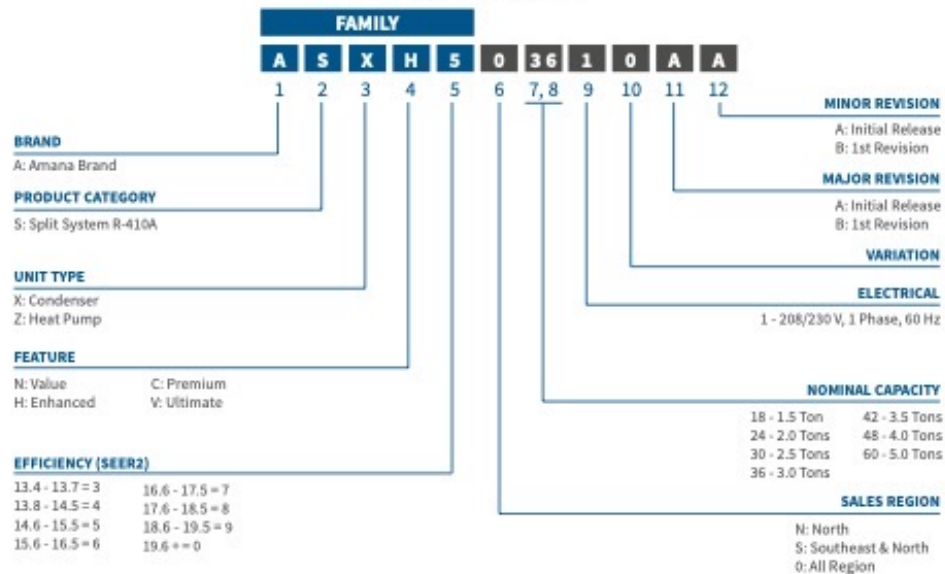 FAMILY
A S X H 5 0 3 6 1 0 A A
1 2 3 4 5 6 7, 8 9 10 11 12
BRAND
A: Amana Brand
PRODUCT CATEGORY
S: Split System R-410A
UNIT TYPE
X: Condenser
Z: Heat Pump
FEATURE
N: Value C: Premium
H: Enhanced V: Ultimate
EFFICIENCY (SEER2)
13.4 - 13.7 = 3 16.6 - 17.5 = 7
13.8 - 14.5 = 4 17.6 - 18.5 = 8
14.6 - 15.5 = 5 18.6 - 19.5 = 9
15.6 - 16.5 = 6 19.6 + = 0
MINOR REVISION
A: Initial Release
B: 1st Revision
MAJOR REVISION
A: Initial Release
B: 1st Revision
VARIATION
ELECTRICAL
1 - 208/230 V, 1 Phase, 60 Hz
NOMINAL CAPACITY
18 - 1.5 Ton 42 - 3.5 Tons
24 - 2.0 Tons 48 - 4.0 Tons
30 - 2.5 Tons 60 - 5.0 Tons
36 - 3.0 Tons
SALES REGION
N: North
S: Southeast & North
0: All Region